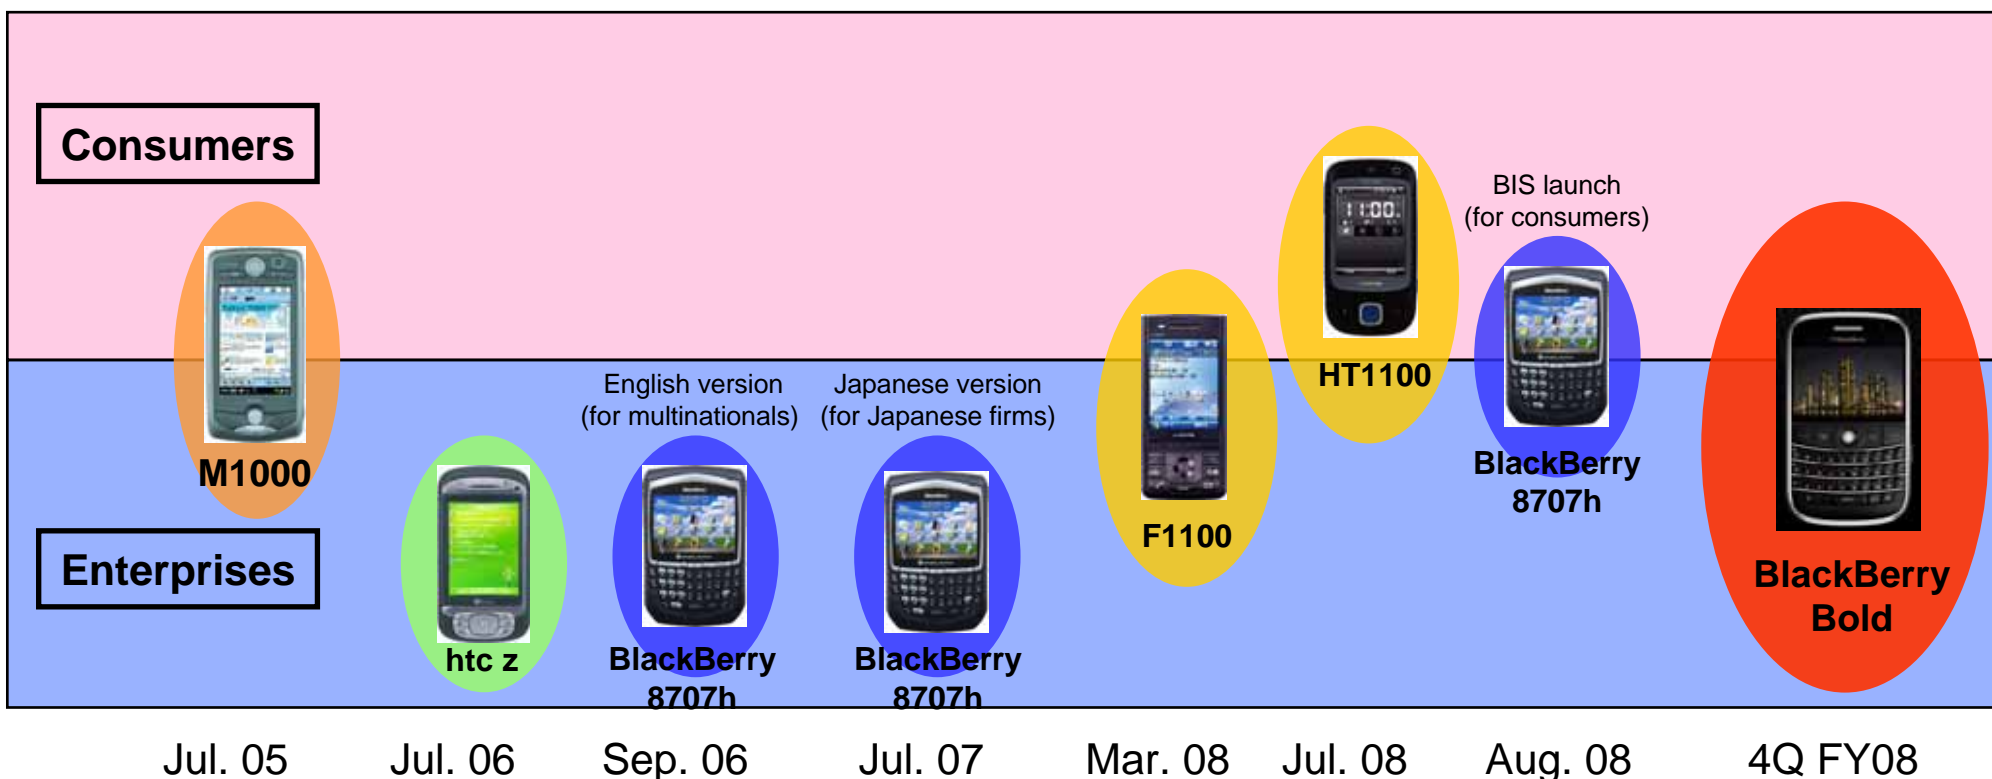 Consumers
BIS launch
(for consumers)
M1000
English version
(for multinationals)
Japanese version
(for Japanese firms)
11:00
HT1100
BlackBerry
8707h
F1100
Enterprises
htc z
BlackBerry
8707h
BlackBerry
8707h
BlackBerry
Bold
Jul. 05
Jul. 06
Sep. 06
Jul. 07
Mar. 08
Jul. 08
Aug. 08
4Q FY08